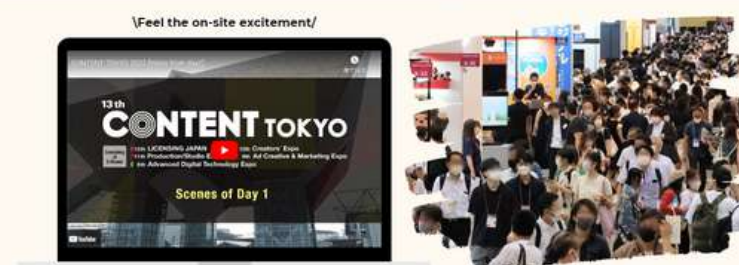 \Feel the on-site excitement/
13th
CONTENT TOKYO
LICENSING JAPAN
Creators' Expo
Production/Studio
Ad Creative & Marketing Expo
Advanced Digital Technology Expo
Scenes of Day 1
YouTube